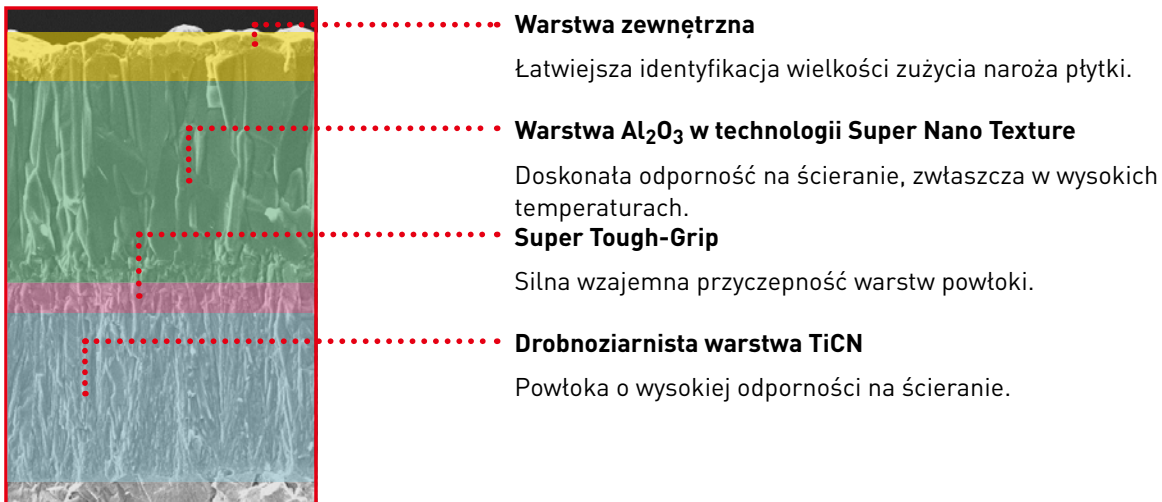 Warstwa zewnętrzna
Łatwiejsza identyfikacja wielkości zużycia naroża płytki.
Warstwa Al₂O₃ w technologii Super Nano Texture
Doskonała odporność na ścieranie, zwłaszcza w wysokich
temperaturach.
Super Tough-Grip
Silna wzajemna przyczepność warstw powłoki.
Drobnoziarnista warstwa TiCN
Powłoka o wysokiej odporności na ścieranie.